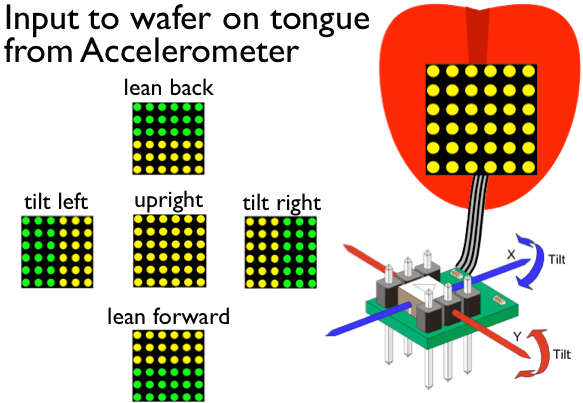 Input to wafer on tongue
from Accelerometer
lean back
tilt left
upright
tilt right
lean forward
X
Tilt
Y
Tilt